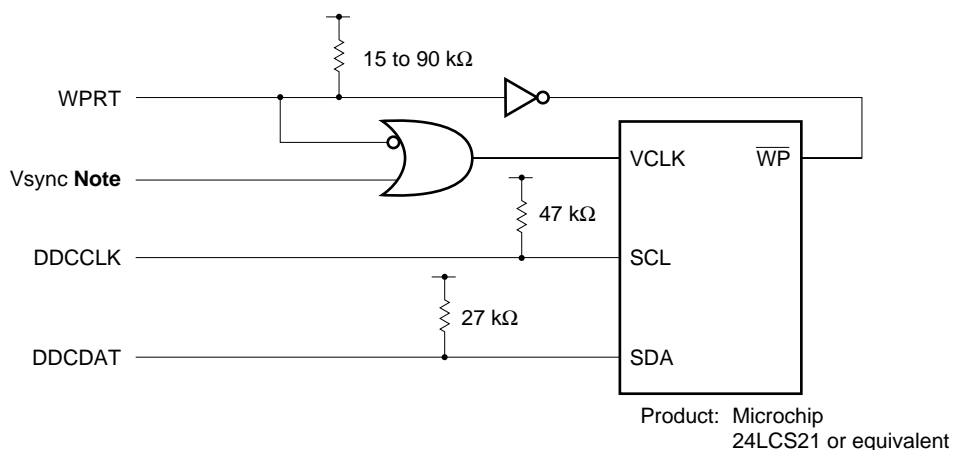 15 to 90 kΩ
WPRT
VCLK
WP
Vsync Note
47 kΩ
DDCCLK
SCL
27 kΩ
DDCDAT
SDA
Product: Microchip
24LCS21 or equivalent